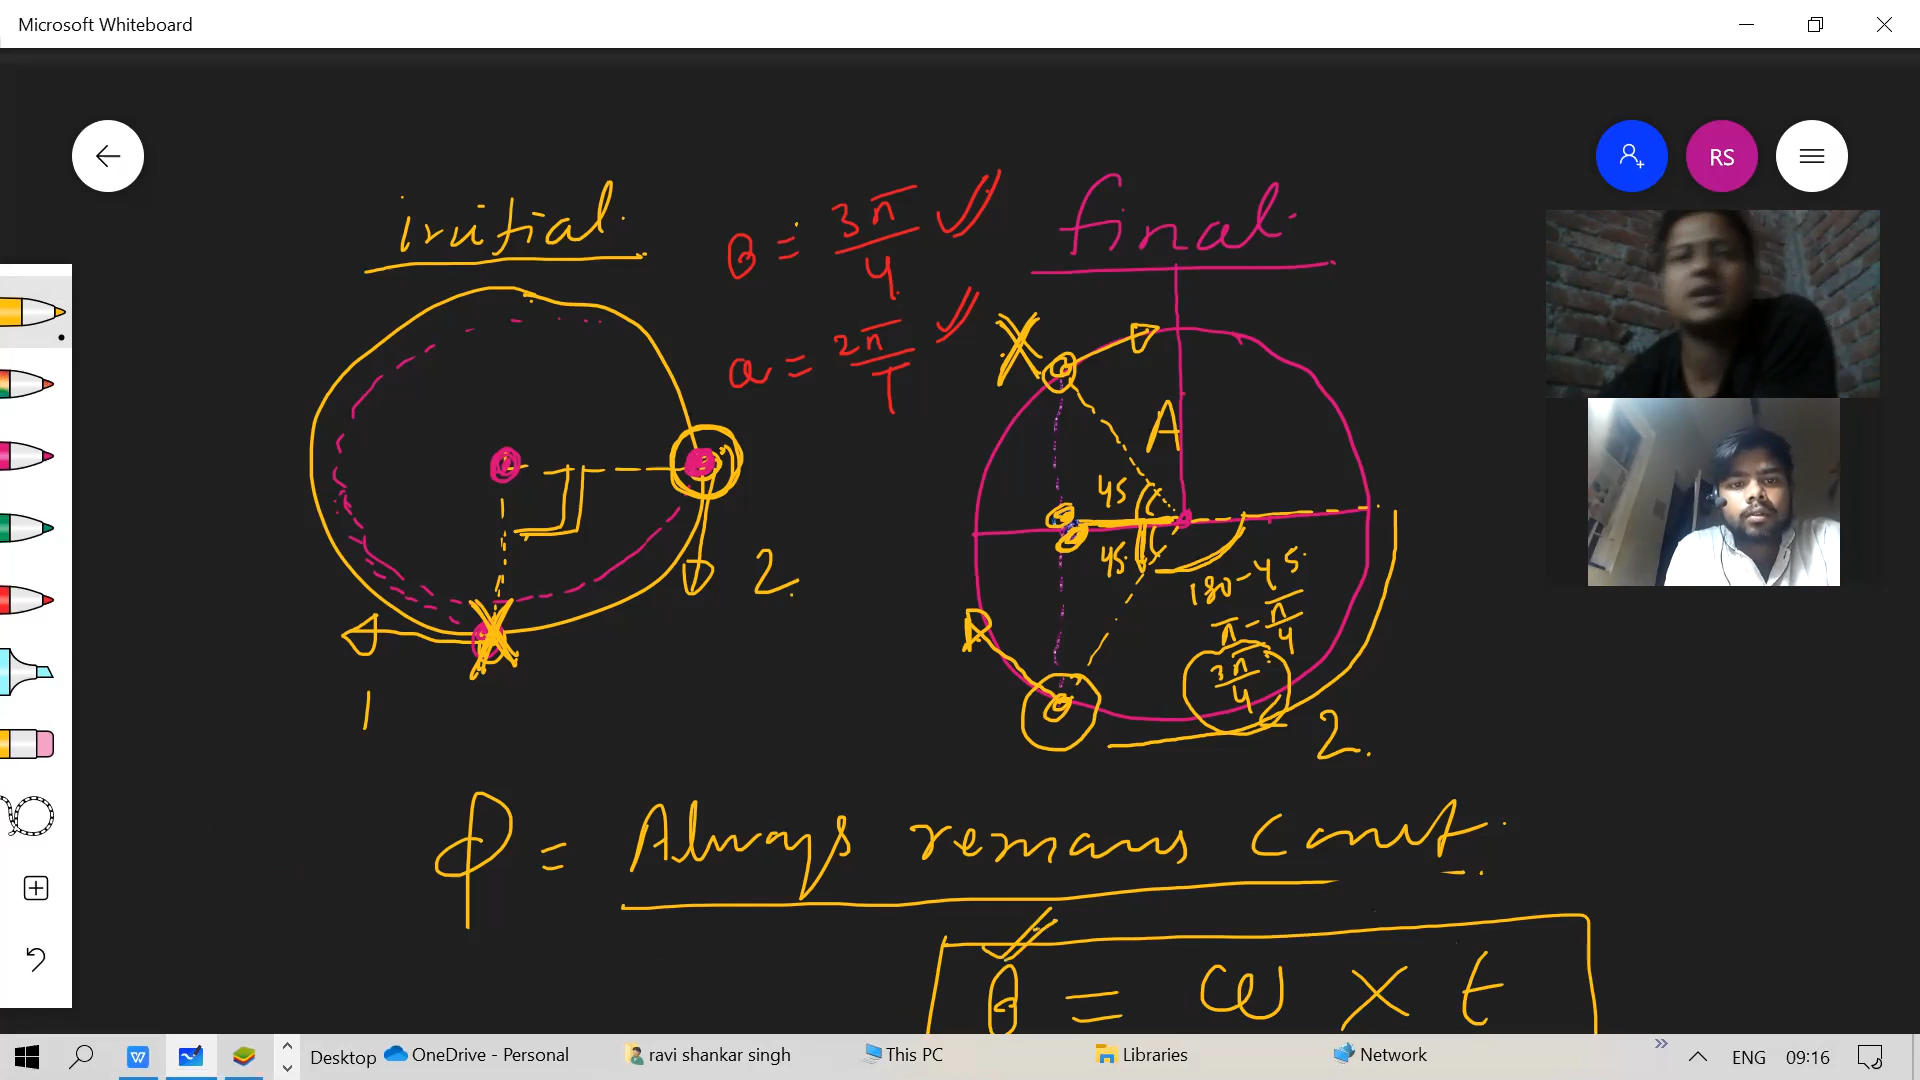 Microsoft Whiteboard
RS
initial.
θ = 3π/4
ω = 2π/T
final.
X
A
45
45
180-45
π-π/4
3π/4
1
2.
2.
φ = Always remans Const.
θ = ω × t
Desktop
OneDrive - Personal
ravi shankar singh
This PC
Libraries
Network
ENG
09:16